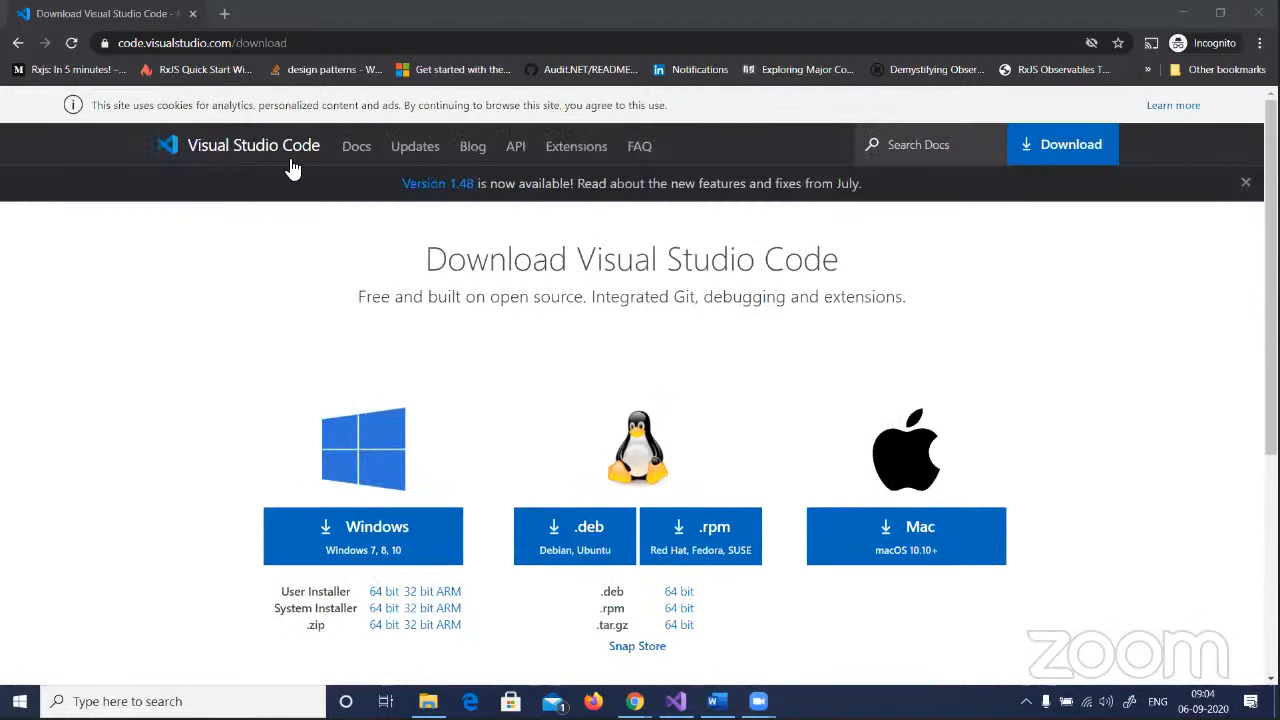 Download Visual Studio Code -
code.visualstudio.com/download
Incognito
Rxjs: In 5 minutes! –...
RxJS Quick Start Wi...
design patterns - W...
Get started with the...
Audit.NET/README...
Notifications
Exploring Major Co...
Demystifying Obser...
RxJS Observables T...
»
Other bookmarks
This site uses cookies for analytics, personalized content and ads. By continuing to browse this site, you agree to this use.
Learn more
Visual Studio Code
Docs
Updates
Blog
API
Extensions
FAQ
Search Docs
Download
Version 1.48 is now available! Read about the new features and fixes from July.
Download Visual Studio Code
Free and built on open source. Integrated Git, debugging and extensions.
Windows
Windows 7, 8, 10
.deb
Debian, Ubuntu
.rpm
Red Hat, Fedora, SUSE
Mac
macOS 10.10+
User Installer 64 bit 32 bit ARM
System Installer 64 bit 32 bit ARM
.zip 64 bit 32 bit ARM
.deb 64 bit
.rpm 64 bit
.tar.gz 64 bit
Snap Store
zoom
Type here to search
1
ENG
09:04
06-09-2020